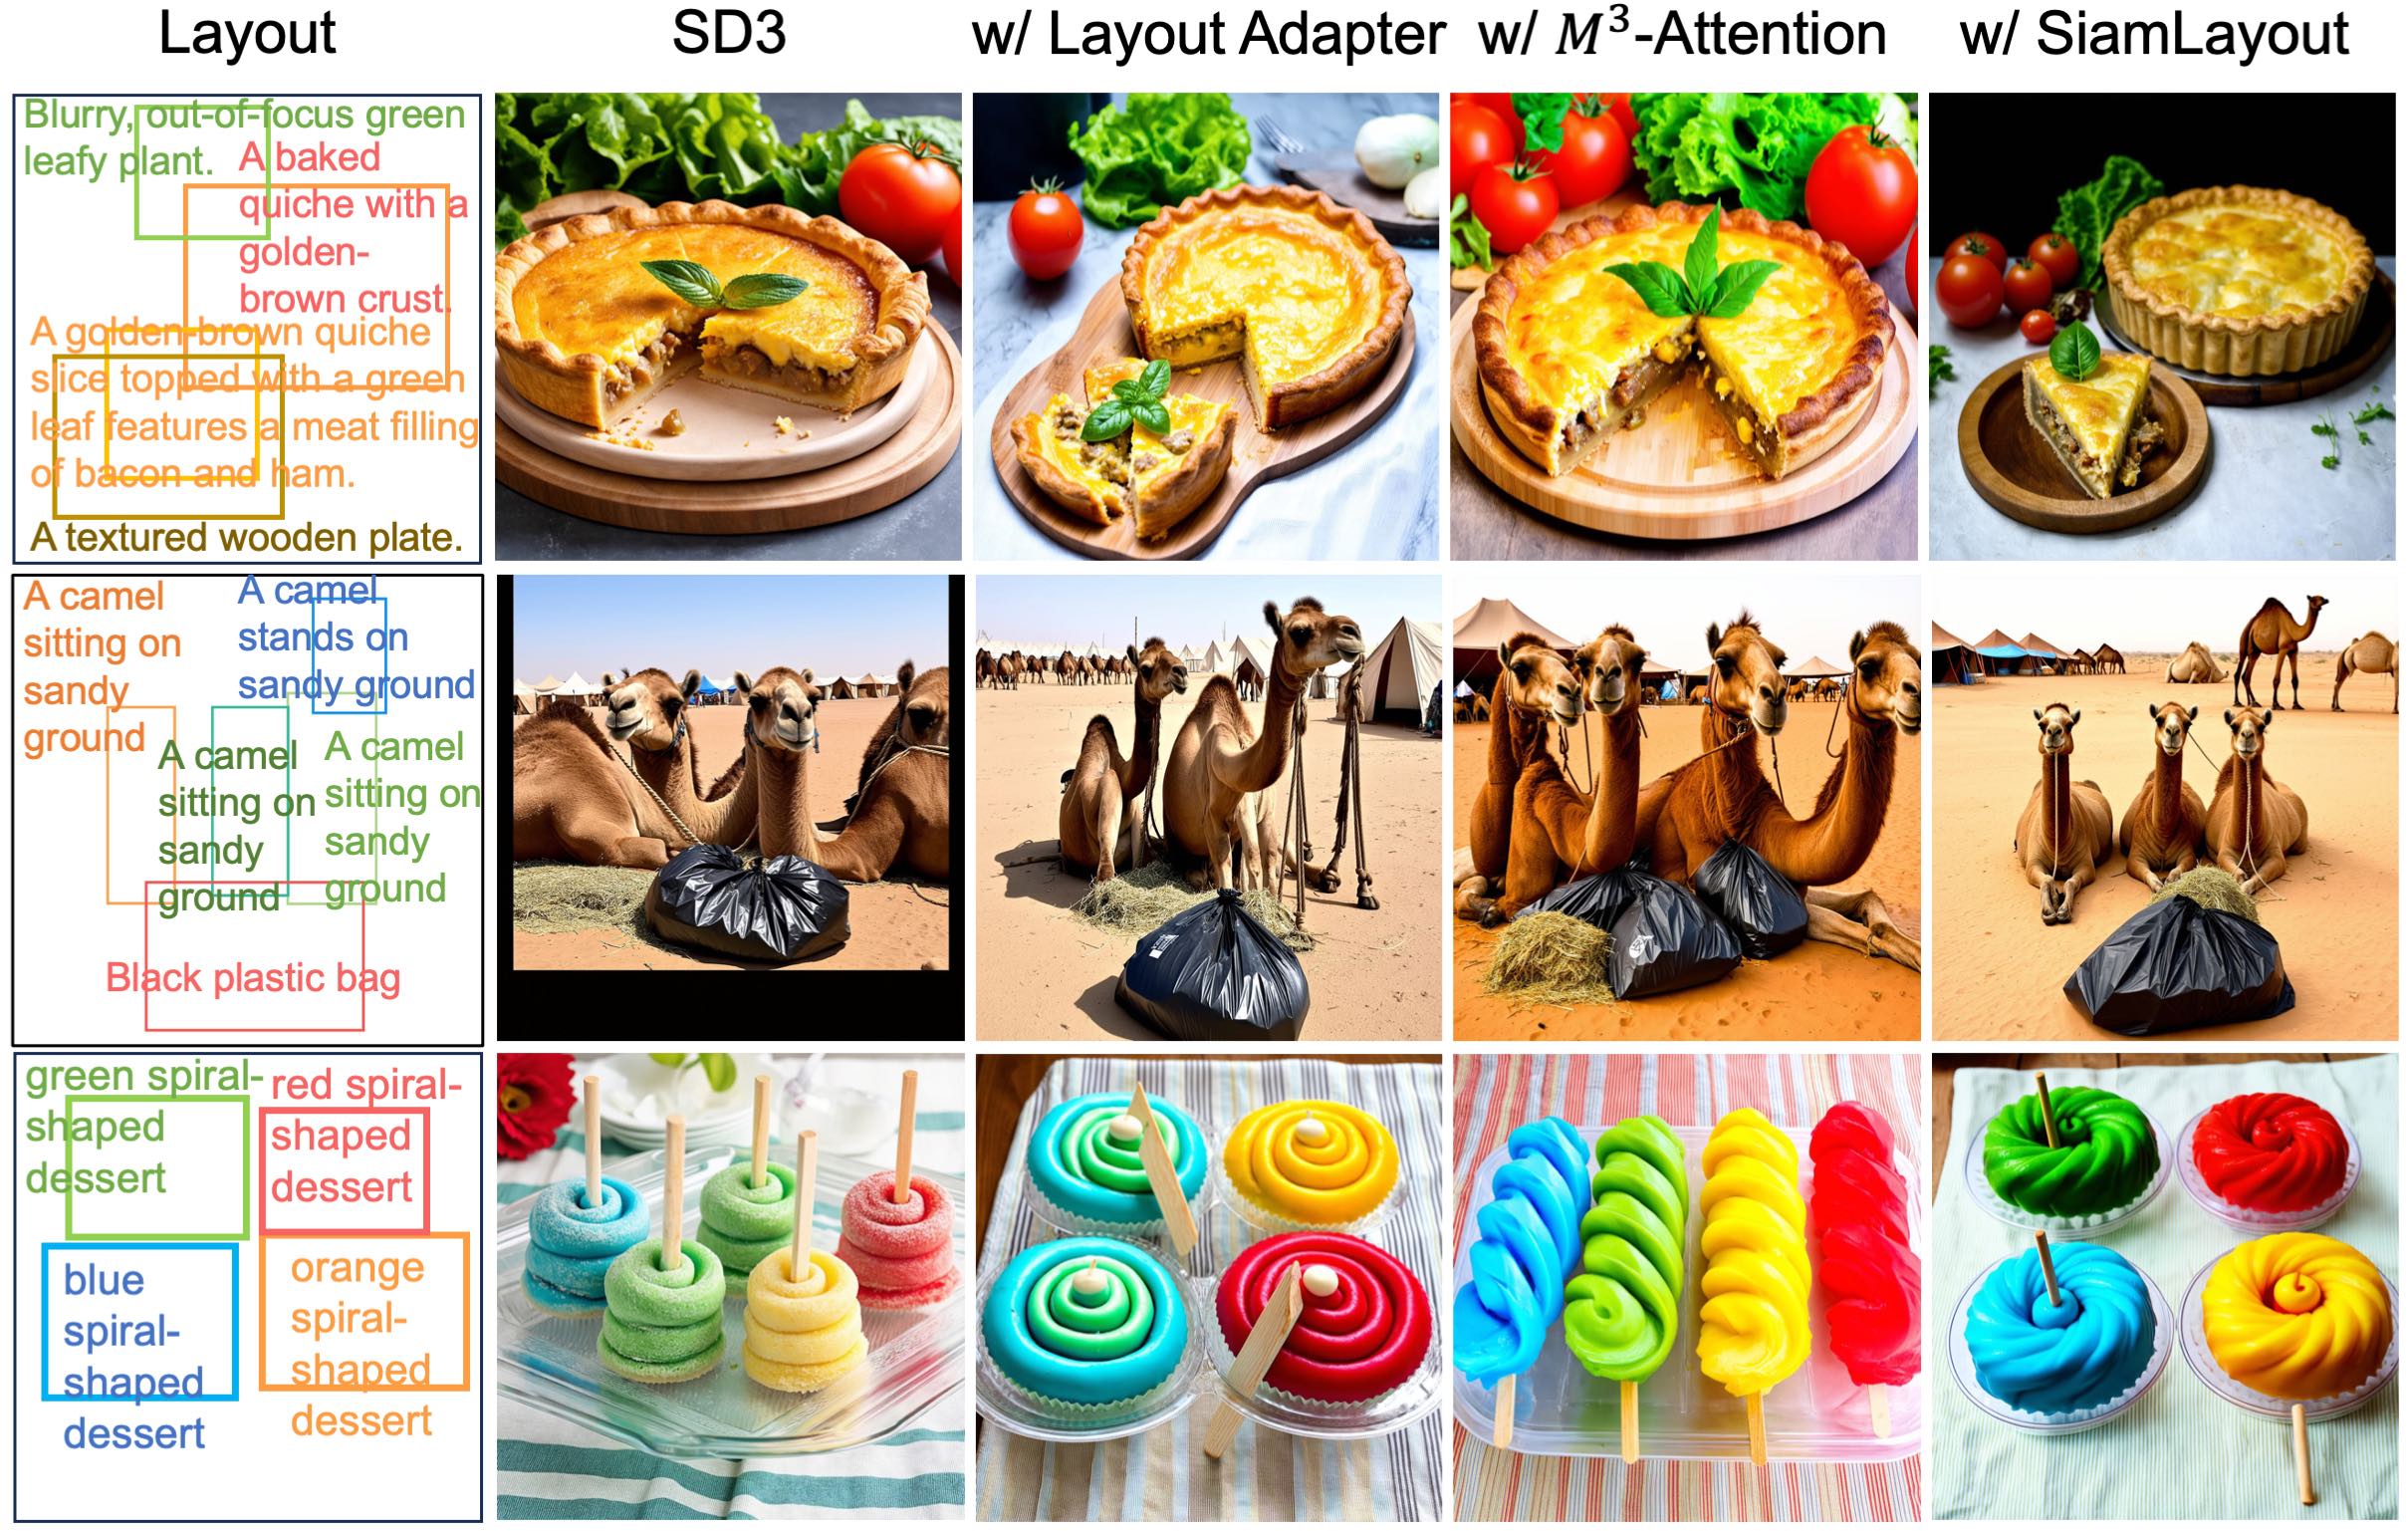 Layout
SD3
w/ Layout Adapter
w/ M³-Attention
w/ SiamLayout
Blurry, out-of-focus green
leafy plant.
A baked
quiche with a
golden-
brown crust.
A golden-brown quiche
slice topped with a green
leaf features a meat filling
of bacon and ham.
A textured wooden plate.
A camel
sitting on
sandy
ground
A camel
stands on
sandy ground
A camel
sitting on
sandy
ground
A camel
sitting on
sandy
ground
Black plastic bag
green spiral-
shaped
dessert
red spiral-
shaped
dessert
blue
spiral-
shaped
dessert
orange
spiral-
shaped
dessert